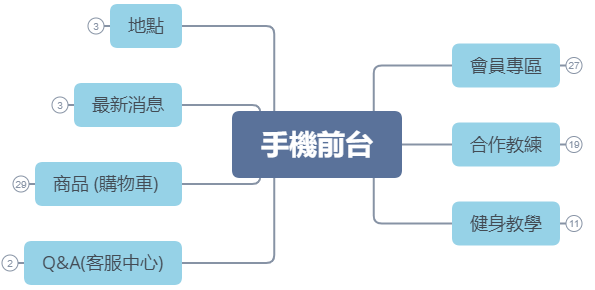 3
地點
3
最新消息
29
商品 (購物車)
2
Q&A(客服中心)
手機前台
會員專區
27
合作教練
19
健身教學
11